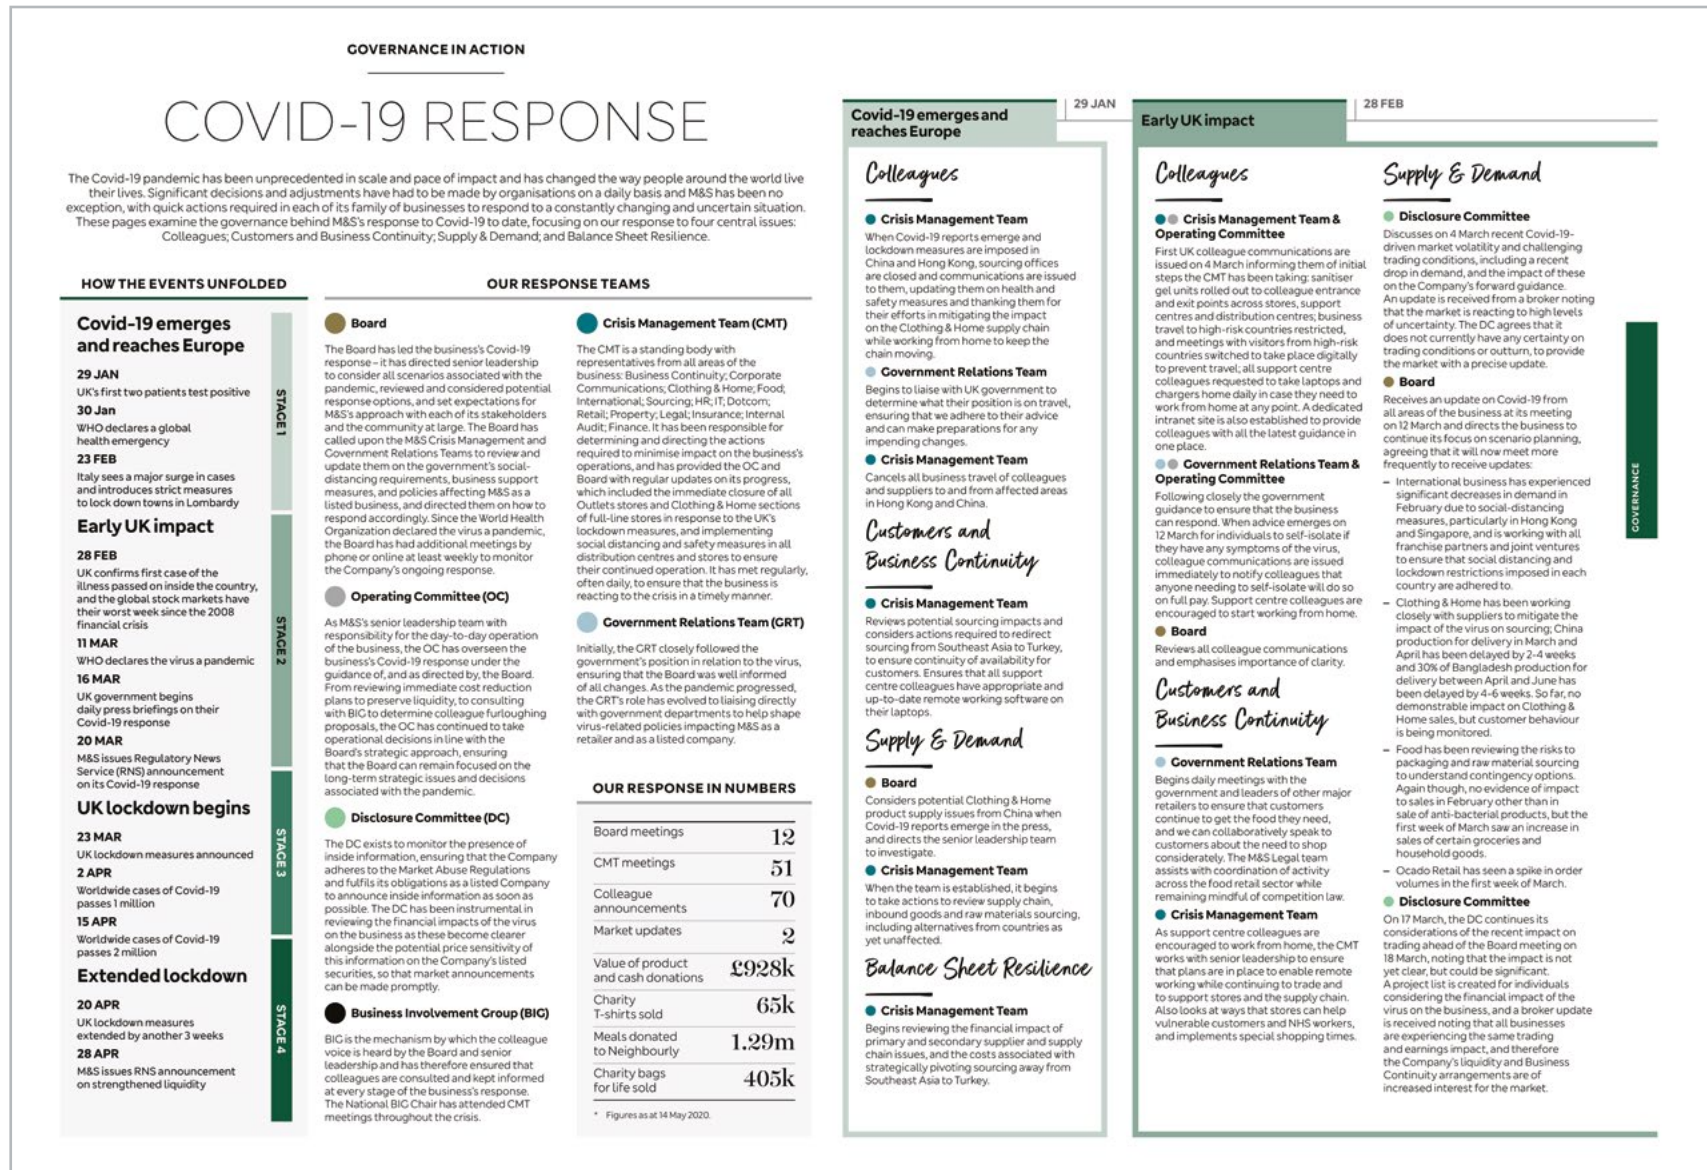 GOVERNANCE IN ACTION
COVID-19 RESPONSE
The Covid-19 pandemic has been unprecedented in scale and pace of impact and has changed the way people around the world live
their lives. Significant decisions and adjustments have had to be made by organisations on a daily basis and M&S has been no
exception, with quick actions required in each of its family of businesses to respond to a constantly changing and uncertain situation.
These pages examine the governance behind M&S's response to Covid-19 to date, focusing on our response to four central issues:
Colleagues; Customers and Business Continuity; Supply & Demand; and Balance Sheet Resilience.
HOW THE EVENTS UNFOLDED
Covid-19 emerges
and reaches Europe
29 JAN
UK's first two patients test positive
30 Jan
WHO declares a global
health emergency
23 FEB
Italy sees a major surge in cases
and introduces strict measures
to lock down towns in Lombardy
STAGE 1
Early UK impact
28 FEB
UK confirms first case of the
illness passed on inside the country,
and the global stock markets have
their worst week since the 2008
financial crisis
11 MAR
WHO declares the virus a pandemic
16 MAR
UK government begins
daily press briefings on their
Covid-19 response
20 MAR
M&S issues Regulatory News
Service (RNS) announcement
on its Covid-19 response
STAGE 2
UK lockdown begins
23 MAR
UK lockdown measures announced
2 APR
Worldwide cases of Covid-19
passes 1 million
15 APR
Worldwide cases of Covid-19
passes 2 million
STAGE 3
Extended lockdown
20 APR
UK lockdown measures
extended by another 3 weeks
28 APR
M&S issues RNS announcement
on strengthened liquidity
STAGE 4
OUR RESPONSE TEAMS
Board
The Board has led the business's Covid-19
response – it has directed senior leadership
to consider all scenarios associated with the
pandemic, reviewed and considered potential
response options, and set expectations for
M&S's approach with each of its stakeholders
and the community at large. The Board has
called upon the M&S Crisis Management and
Government Relations Teams to review and
update them on the government's social-
distancing requirements, business support
measures, and policies affecting M&S as a
listed business, and directed them on how to
respond accordingly. Since the World Health
Organization declared the virus a pandemic,
the Board has had additional meetings by
phone or online at least weekly to monitor
the Company's ongoing response.
Operating Committee (OC)
As M&S's senior leadership team with
responsibility for the day-to-day operation
of the business, the OC has overseen the
business's Covid-19 response under the
guidance of, and as directed by, the Board.
From reviewing immediate cost reduction
plans to preserve liquidity, to consulting
with BIG to determine colleague furloughing
proposals, the OC has continued to take
operational decisions in line with the
Board's strategic approach, ensuring
that the Board can remain focused on the
long-term strategic issues and decisions
associated with the pandemic.
Disclosure Committee (DC)
The DC exists to monitor the presence of
inside information, ensuring that the Company
adheres to the Market Abuse Regulations
and fulfils its obligations as a listed Company
to announce inside information as soon as
possible. The DC has been instrumental in
reviewing the financial impacts of the virus
on the business as these become clearer
alongside the potential price sensitivity of
this information on the Company's listed
securities, so that market announcements
can be made promptly.
Business Involvement Group (BIG)
BIG is the mechanism by which the colleague
voice is heard by the Board and senior
leadership and has therefore ensured that
colleagues are consulted and kept informed
at every stage of the business's response.
The National BIG Chair has attended CMT
meetings throughout the crisis.
Crisis Management Team (CMT)
The CMT is a standing body with
representatives from all areas of the
business: Business Continuity; Corporate
Communications; Clothing & Home; Food;
International; Sourcing; HR; IT; Dotcom;
Retail; Property; Legal; Insurance; Internal
Audit; Finance. It has been responsible for
determining and directing the actions
required to minimise impact on the business's
operations, and has provided the OC and
Board with regular updates on its progress,
which included the immediate closure of all
Outlets stores and Clothing & Home sections
of full-line stores in response to the UK's
lockdown measures, and implementing
social distancing and safety measures in all
distribution centres and stores to ensure
their continued operation. It has met regularly,
often daily, to ensure that the business is
reacting to the crisis in a timely manner.
Government Relations Team (GRT)
Initially, the GRT closely followed the
government's position in relation to the virus,
ensuring that the Board was well informed
of all changes. As the pandemic progressed,
the GRT's role has evolved to liaising directly
with government departments to help shape
virus-related policies impacting M&S as a
retailer and as a listed company.
OUR RESPONSE IN NUMBERS
Board meetings 12
CMT meetings 51
Colleague
announcements 70
Market updates 2
Value of product
and cash donations £928k
Charity
T-shirts sold 65k
Meals donated
to Neighbourly 1.29m
Charity bags
for life sold 405k
* Figures as at 14 May 2020.
Covid-19 emerges and
reaches Europe
29 JAN
Colleagues
Crisis Management Team
When Covid-19 reports emerge and
lockdown measures are imposed in
China and Hong Kong, sourcing offices
are closed and communications are issued
to them, updating them on health and
safety measures and thanking them for
their efforts in mitigating the impact
on the Clothing & Home supply chain
while working from home to keep the
chain moving.
Government Relations Team
Begins to liaise with UK government to
determine what their position is on travel,
ensuring that we adhere to their advice
and can make preparations for any
impending changes.
Crisis Management Team
Cancels all business travel of colleagues
and suppliers to and from affected areas
in Hong Kong and China.
Customers and
Business Continuity
Crisis Management Team
Reviews potential sourcing impacts and
considers actions required to redirect
sourcing from Southeast Asia to Turkey,
to ensure continuity of availability for
customers. Ensures that all support
centre colleagues have appropriate and
up-to-date remote working software on
their laptops.
Supply & Demand
Board
Considers potential Clothing & Home
product supply issues from China when
Covid-19 reports emerge in the press,
and directs the senior leadership team
to investigate.
Crisis Management Team
When the team is established, it begins
to take actions to review supply chain,
inbound goods and raw materials sourcing,
including alternatives from countries as
yet unaffected.
Balance Sheet Resilience
Crisis Management Team
Begins reviewing the financial impact of
primary and secondary supplier and supply
chain issues, and the costs associated with
strategically pivoting sourcing away from
Southeast Asia to Turkey.
Early UK impact
28 FEB
Colleagues
Crisis Management Team &
Operating Committee
First UK colleague communications are
issued on 4 March informing them of initial
steps the CMT has been taking: sanitiser
gel units rolled out to colleague entrance
and exit points across stores, support
centres and distribution centres; business
travel to high-risk countries restricted,
and meetings with visitors from high-risk
countries switched to take place digitally
to prevent travel; all support centre
colleagues requested to take laptops and
chargers home daily in case they need to
work from home at any point. A dedicated
intranet site is also established to provide
colleagues with all the latest guidance in
one place.
Government Relations Team &
Operating Committee
Following closely the government
guidance to ensure that the business
can respond. When advice emerges on
12 March for individuals to self-isolate if
they have any symptoms of the virus,
colleague communications are issued
immediately to notify colleagues that
anyone needing to self-isolate will do so
on full pay. Support centre colleagues are
encouraged to start working from home.
Board
Reviews all colleague communications
and emphasises importance of clarity.
Customers and
Business Continuity
Government Relations Team
Begins daily meetings with the
government and leaders of other major
retailers to ensure that customers
continue to get the food they need,
and we can collaboratively speak to
customers about the need to shop
considerately. The M&S Legal team
assists with coordination of activity
across the food retail sector while
remaining mindful of competition law.
Crisis Management Team
As support centre colleagues are
encouraged to work from home, the CMT
works with senior leadership to ensure
that plans are in place to enable remote
working while continuing to trade and
to support stores and the supply chain.
Also looks at ways that stores can help
vulnerable customers and NHS workers,
and implements special shopping times.
Supply & Demand
Disclosure Committee
Discusses on 4 March recent Covid-19-
driven market volatility and challenging
trading conditions, including a recent
drop in demand, and the impact of these
on the Company's forward guidance.
An update is received from a broker noting
that the market is reacting to high levels
of uncertainty. The DC agrees that it
does not currently have any certainty on
trading conditions or outturn, to provide
the market with a precise update.
Board
Receives an update on Covid-19 from
all areas of the business at its meeting
on 12 March and directs the business to
continue its focus on scenario planning,
agreeing that it will now meet more
frequently to receive updates:
– International business has experienced
significant decreases in demand in
February due to social-distancing
measures, particularly in Hong Kong
and Singapore, and is working with all
franchise partners and joint ventures
to ensure that social distancing and
lockdown restrictions imposed in each
country are adhered to.
– Clothing & Home has been working
closely with suppliers to mitigate the
impact of the virus on sourcing; China
production for delivery in March and
April has been delayed by 2-4 weeks
and 30% of Bangladesh production for
delivery between April and June has
been delayed by 4-6 weeks. So far, no
demonstrable impact on Clothing &
Home sales, but customer behaviour
is being monitored.
– Food has been reviewing the risks to
packaging and raw material sourcing
to understand contingency options.
Again though, no evidence of impact
to sales in February other than in
sale of anti-bacterial products, but the
first week of March saw an increase in
sales of certain groceries and
household goods.
– Ocado Retail has seen a spike in order
volumes in the first week of March.
Disclosure Committee
On 17 March, the DC continues its
considerations of the recent impact on
trading ahead of the Board meeting on
18 March, noting that the impact is not
yet clear, but could be significant.
A project list is created for individuals
considering the financial impact of the
virus on the business, and a broker update
is received noting that all businesses
are experiencing the same trading
and earnings impact, and therefore
the Company's liquidity and Business
Continuity arrangements are of
increased interest for the market.
GOVERNANCE